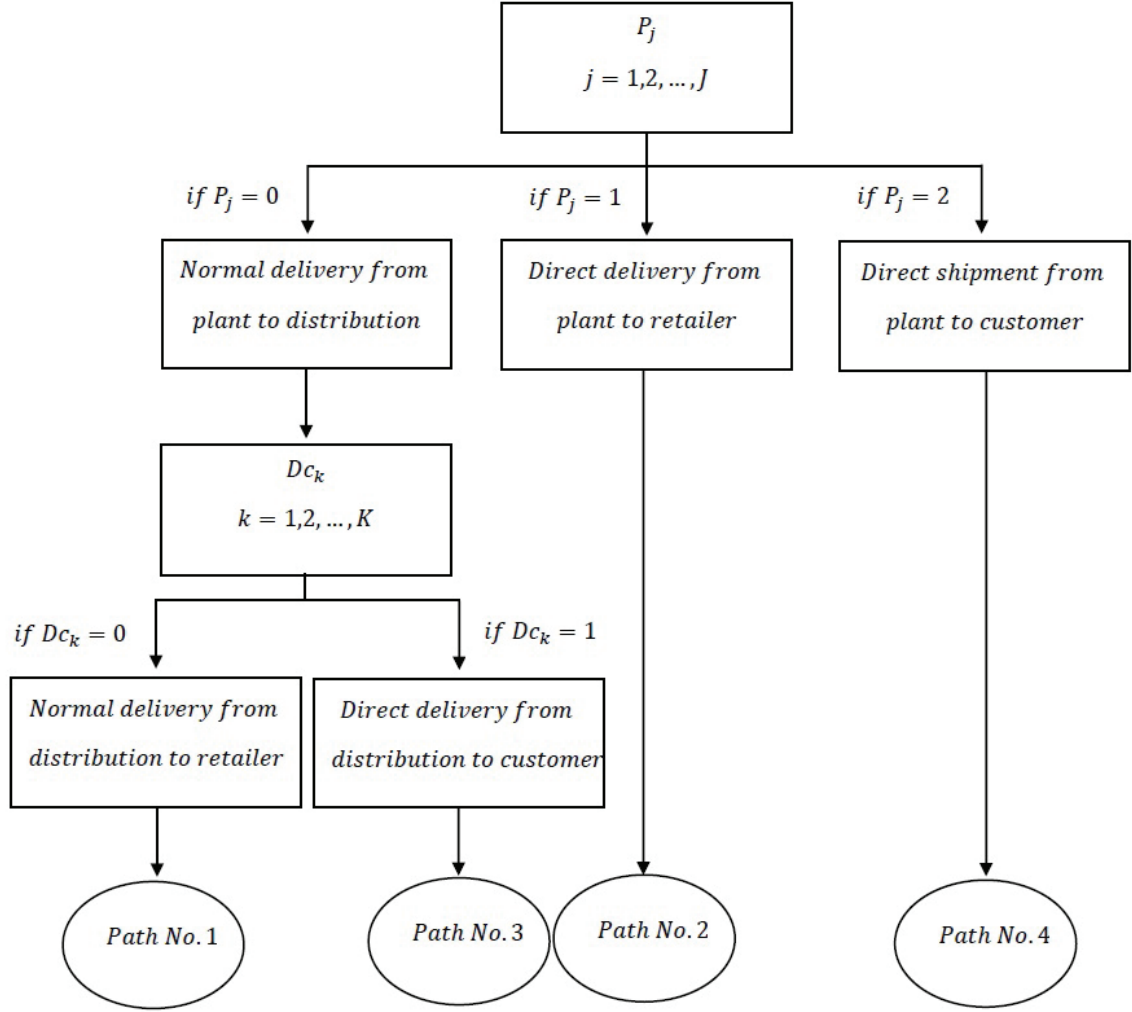 P_j
j = 1,2, ..., J
if P_j = 0
if P_j = 1
if P_j = 2
Normal delivery from
plant to distribution
Direct delivery from
plant to retailer
Direct shipment from
plant to customer
Dc_k
k = 1,2, ..., K
if Dc_k = 0
if Dc_k = 1
Normal delivery from
distribution to retailer
Direct delivery from
distribution to customer
Path No. 1
Path No. 3
Path No. 2
Path No. 4